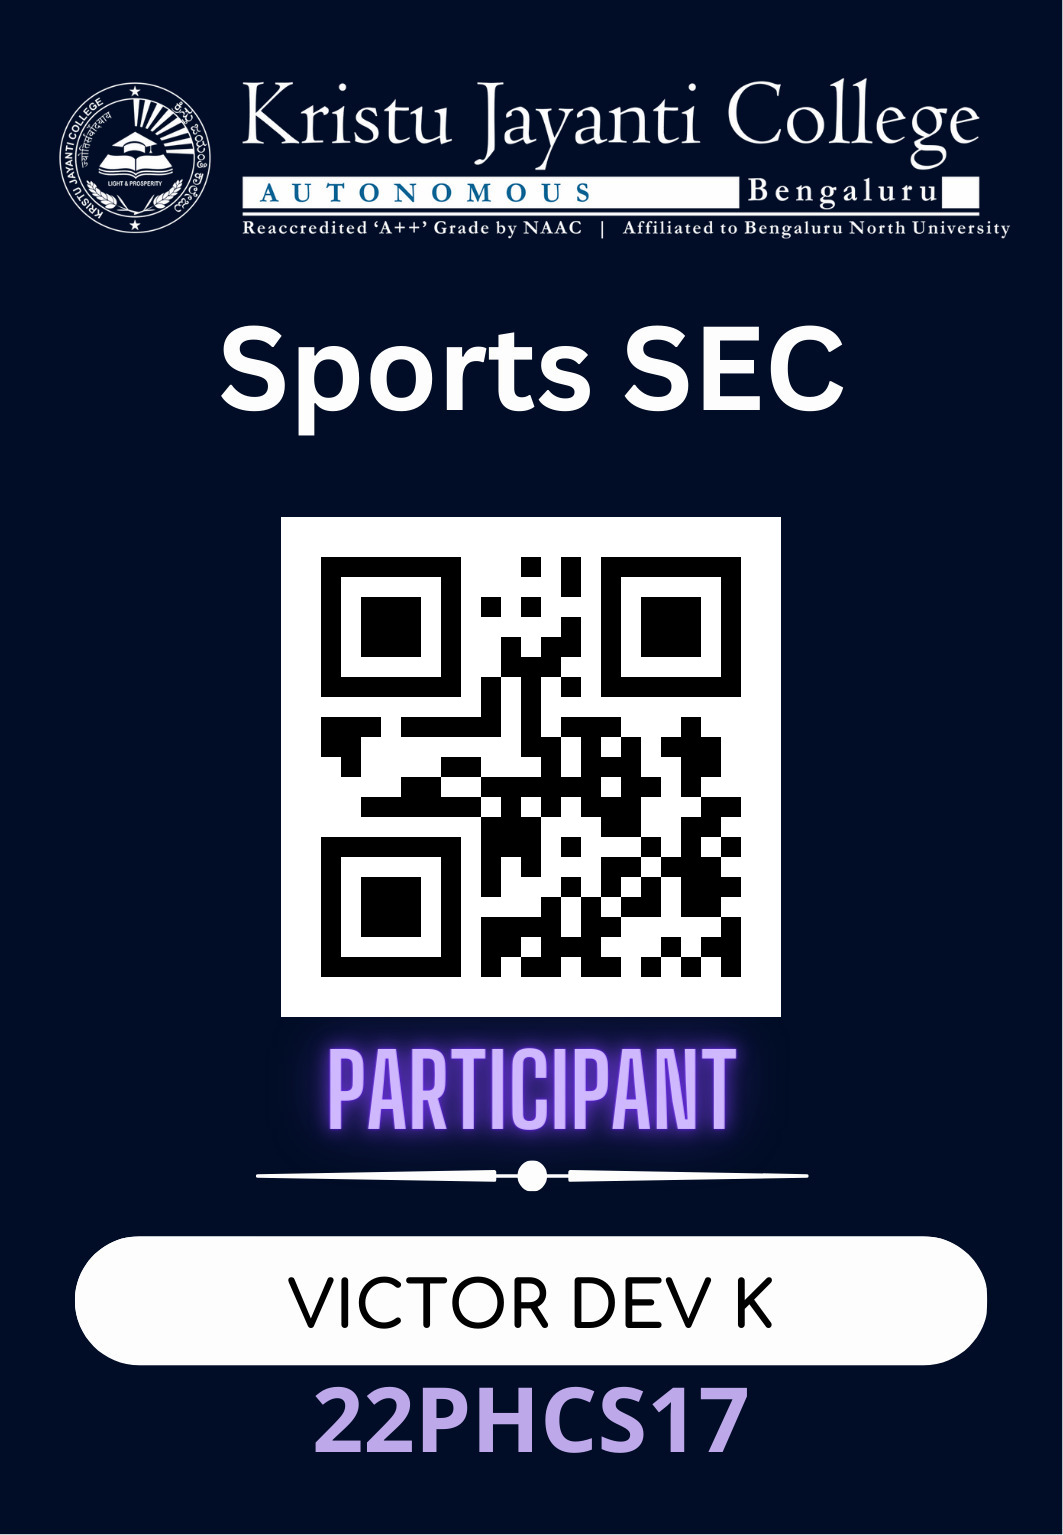 Kristu Jayanti College
AUTONOMOUS Bengaluru
Reaccredited ‘A++’ Grade by NAAC | Affiliated to Bengaluru North University
KRISTU JAYANTI COLLEGE
LIGHT & PROSPERITY
Sports SEC
PARTICIPANT
VICTOR DEV K
22PHCS17